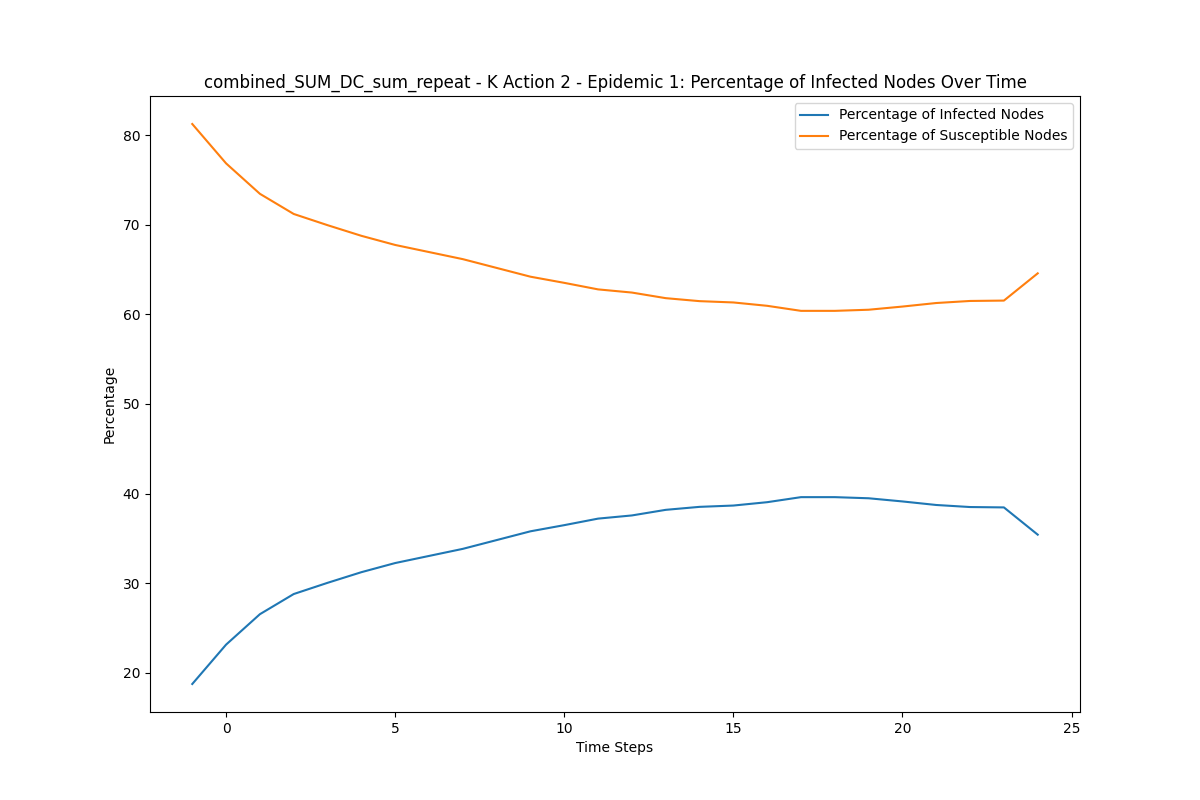 combined_SUM_DC_sum_repeat - K Action 2 - Epidemic 1: Percentage of Infected Nodes Over Time
Percentage of Infected Nodes
Percentage of Susceptible Nodes
Percentage
80
70
60
50
40
30
20
0 5 10 15 20 25
Time Steps